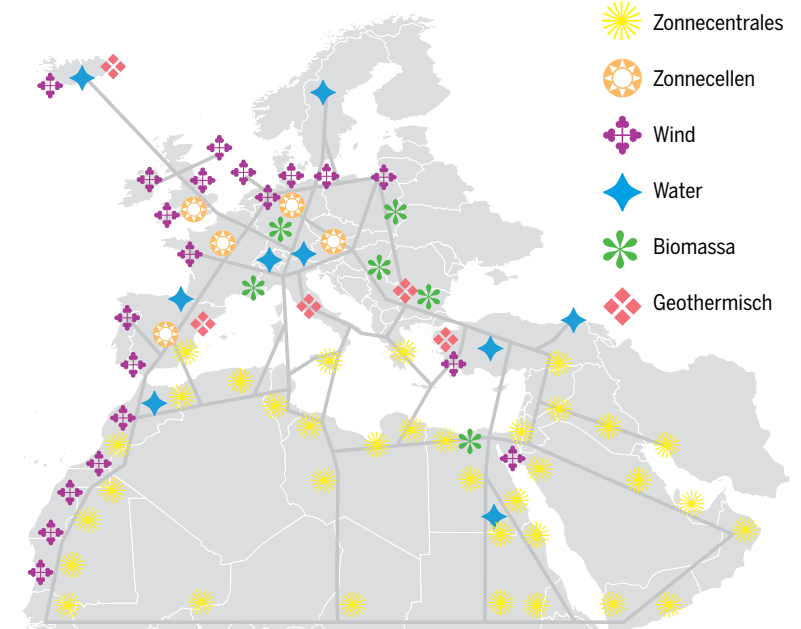 Zonnecentrales
Zonnecellen
Wind
Water
Biomassa
Geothermisch